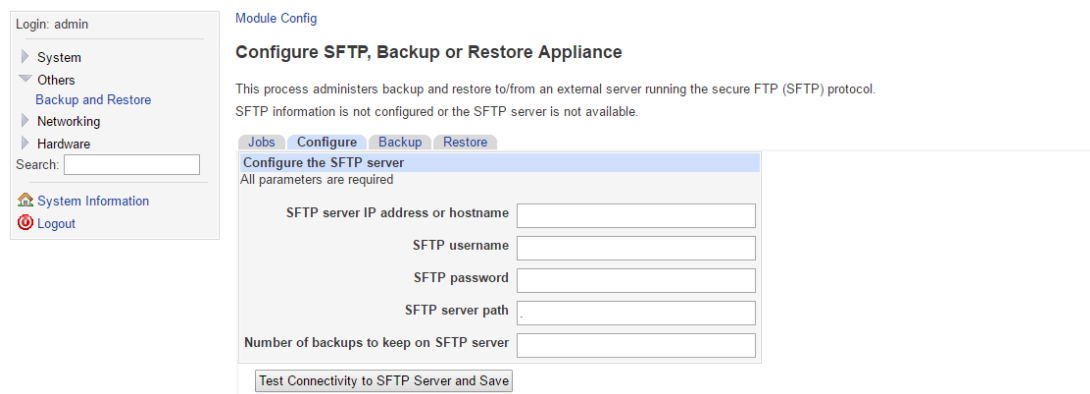 Login: admin
System
Others
Backup and Restore
Networking
Hardware
Search:
System Information
Logout
Module Config
Configure SFTP, Backup or Restore Appliance
This process administers backup and restore to/from an external server running the secure FTP (SFTP) protocol.
SFTP information is not configured or the SFTP server is not available.
Jobs Configure Backup Restore
Configure the SFTP server
All parameters are required
SFTP server IP address or hostname
SFTP username
SFTP password
SFTP server path .
Number of backups to keep on SFTP server
Test Connectivity to SFTP Server and Save